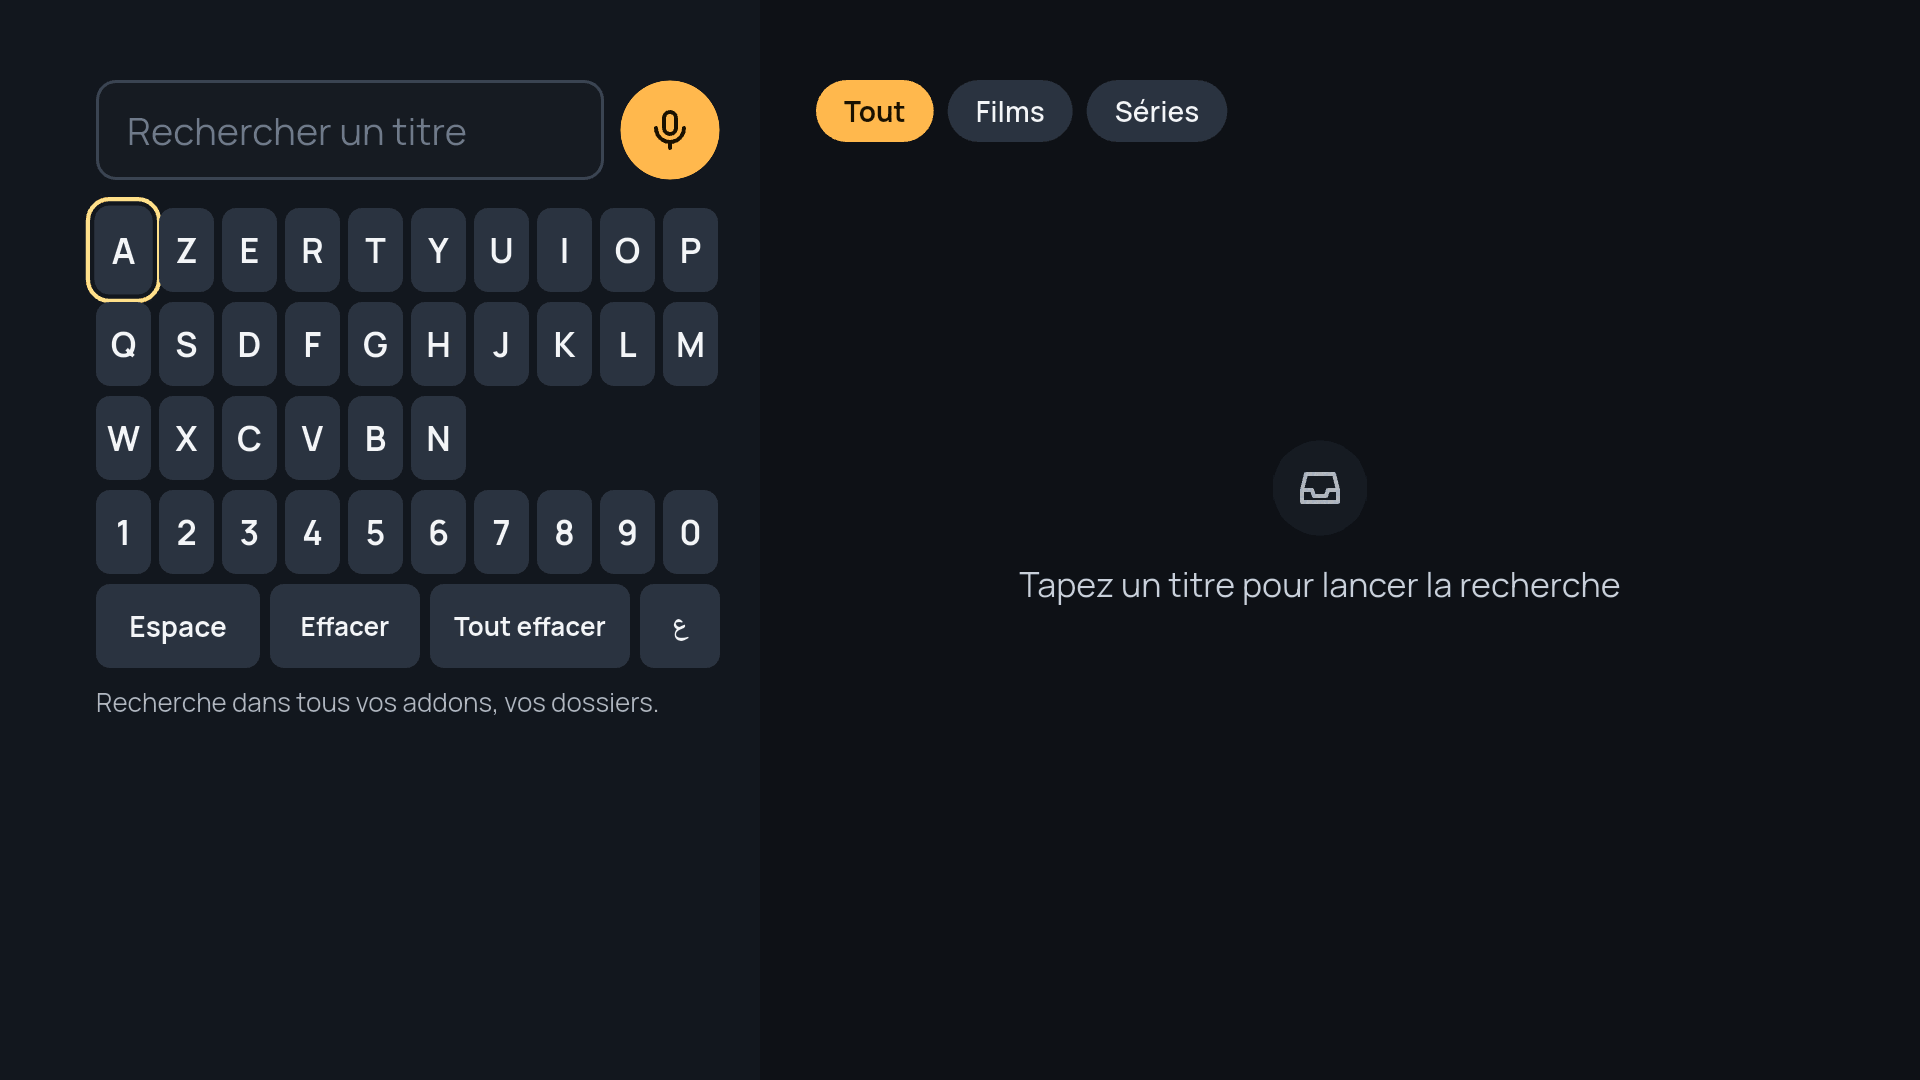 Rechercher un titre
A Z E R T Y U I O P
Q S D F G H J K L M
W X C V B N
1 2 3 4 5 6 7 8 9 0
Espace Effacer Tout effacer ع
Recherche dans tous vos addons, vos dossiers.
Tout Films Séries
Tapez un titre pour lancer la recherche